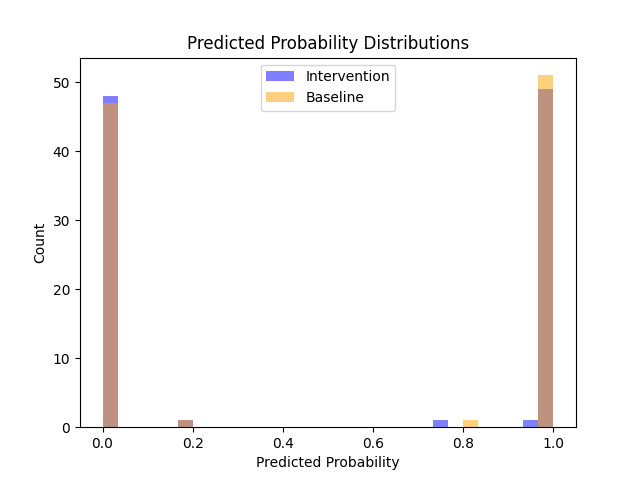 Predicted Probability Distributions
Intervention
Baseline
50
40
30
20
10
0
Count
0.0 0.2 0.4 0.6 0.8 1.0
Predicted Probability